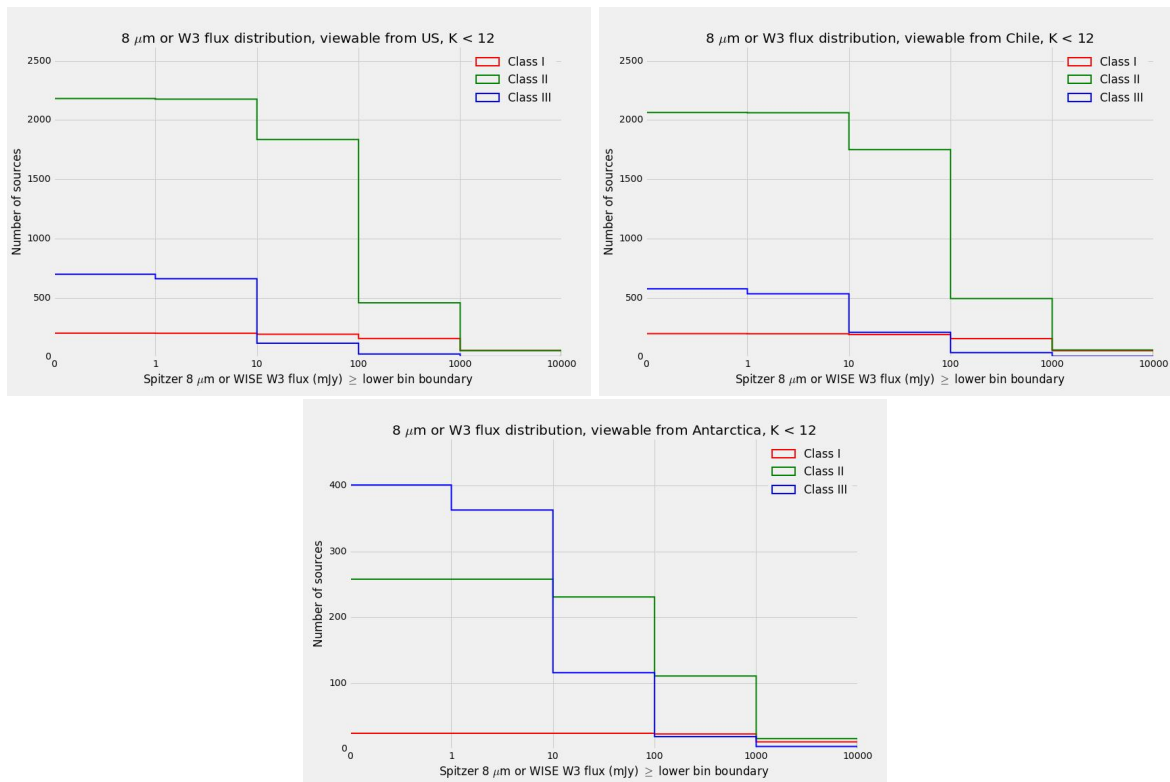 8 μm or W3 flux distribution, viewable from US, K < 12
2500
2000
1500
1000
500
0
Number of sources
Class I
Class II
Class III
0 1 10 100 1000 10000
Spitzer 8 μm or WISE W3 flux (mJy) ≥ lower bin boundary
8 μm or W3 flux distribution, viewable from Chile, K < 12
2500
2000
1500
1000
500
0
Number of sources
Class I
Class II
Class III
0 1 10 100 1000 10000
Spitzer 8 μm or WISE W3 flux (mJy) ≥ lower bin boundary
8 μm or W3 flux distribution, viewable from Antarctica, K < 12
400
300
200
100
0
Number of sources
Class I
Class II
Class III
0 1 10 100 1000 10000
Spitzer 8 μm or WISE W3 flux (mJy) ≥ lower bin boundary